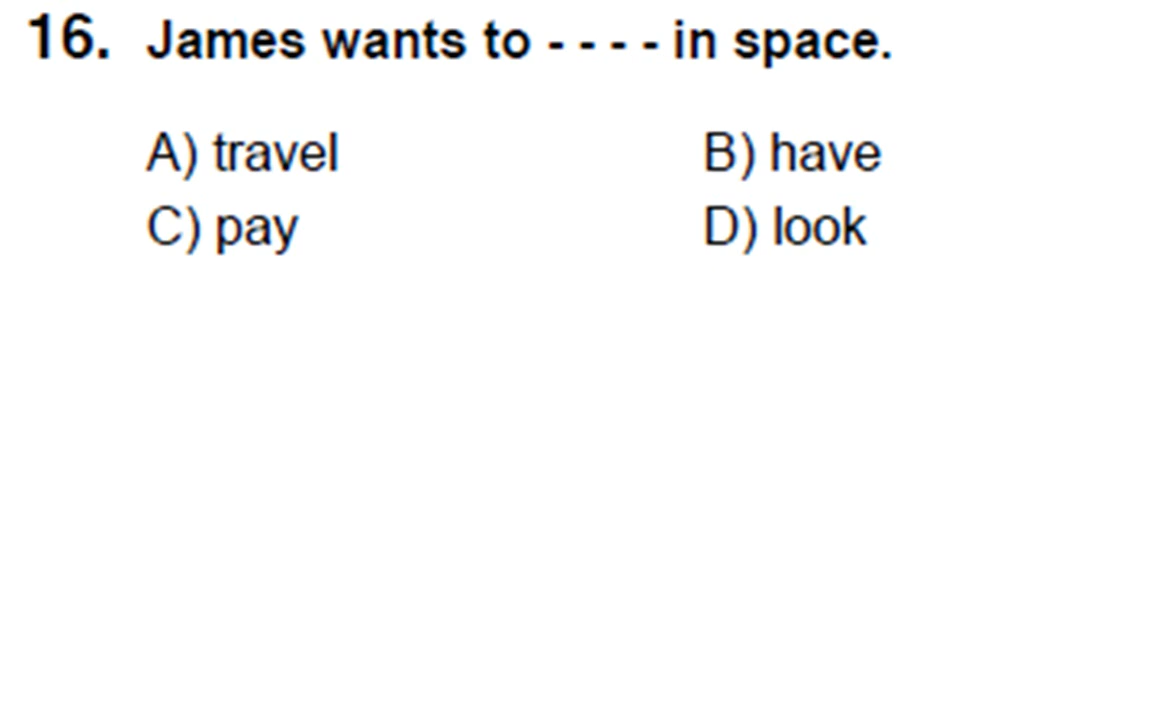 16. James wants to - - - - in space.
A) travel B) have
C) pay D) look